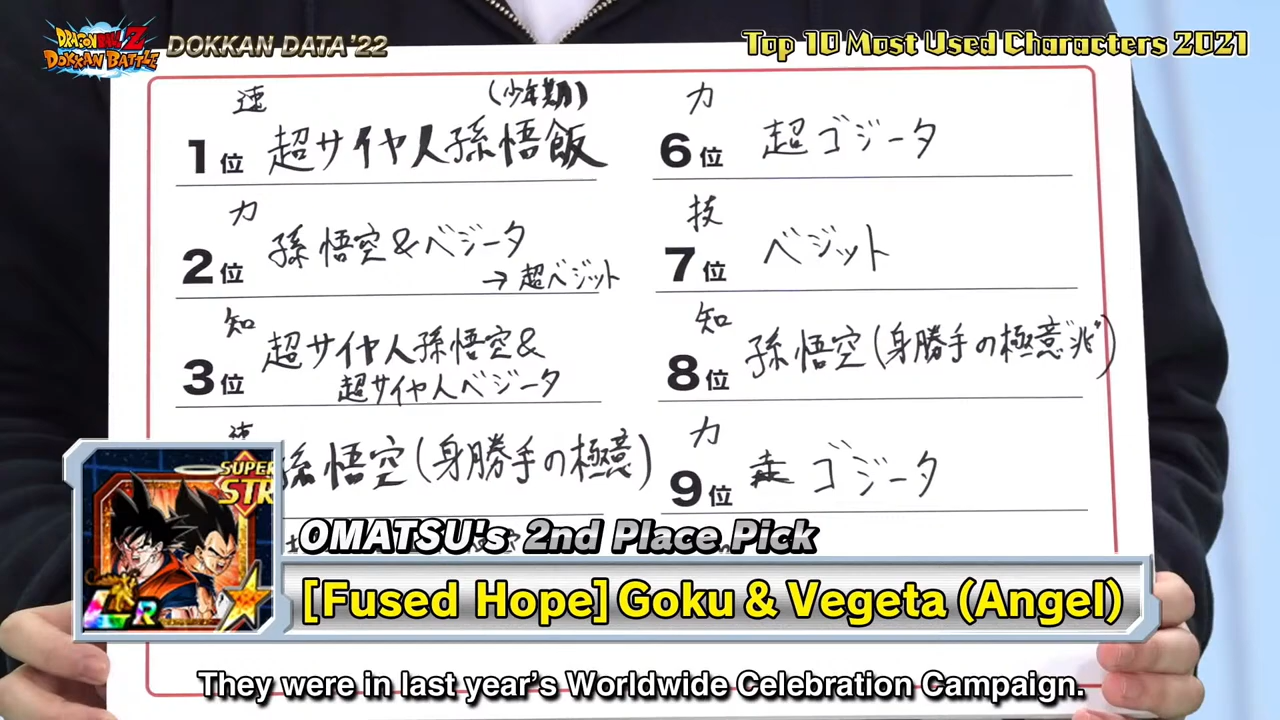 DRAGON BALL Z
DOKKAN BATTLE
DOKKAN DATA '22
Top 10 Most Used Characters 2021
速
(少年期)
1位 超サイヤ人孫悟飯
力
2位 孫悟空&ベジータ
→超ベジット
知
3位 超サイヤ人孫悟空&
超サイヤ人ベジータ
速
孫悟空(身勝手の極意)
力
6位 超ゴジータ
技
7位 ベジット
知
8位 孫悟空(身勝手の極意"兆")
力
9位 ゴジータ
SUPER
STR
LR
OMATSU's 2nd Place Pick
[Fused Hope] Goku & Vegeta (Angel)
They were in last year's Worldwide Celebration Campaign.